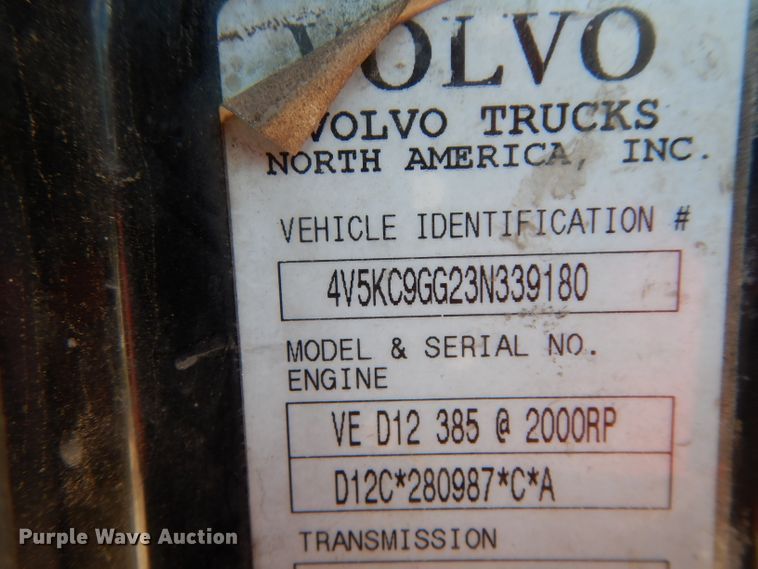 VOLVO
VOLVO TRUCKS
NORTH AMERICA, INC.
VEHICLE IDENTIFICATION #
4V5KC9GG23N339180
MODEL & SERIAL NO.
ENGINE
VE D12 385 @ 2000RP
D12C*280987*C*A
TRANSMISSION
Purple Wave Auction